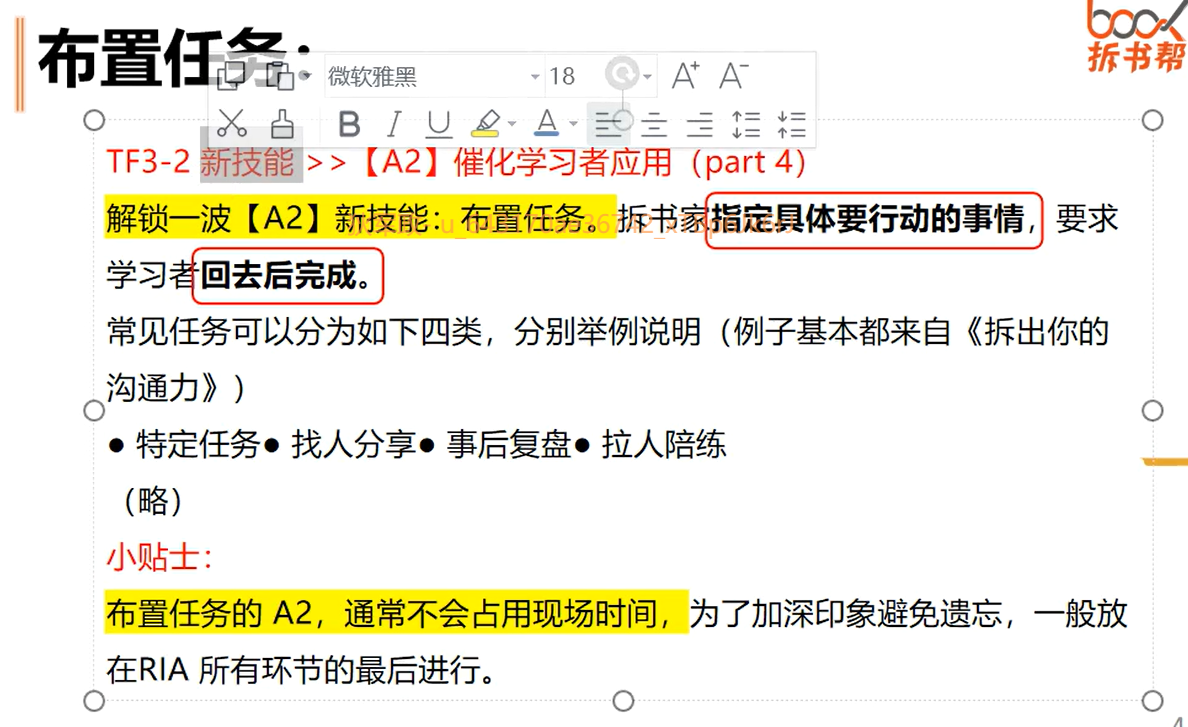 布置任务：
book
拆书帮
微软雅黑
18
A+ A-
B I U A
TF3-2 新技能 >>【A2】催化学习者应用（part 4）
解锁一波【A2】新技能：布置任务。拆书家指定具体要行动的事情，要求
学习者回去后完成。
常见任务可以分为如下四类，分别举例说明（例子基本都来自《拆出你的
沟通力》）
● 特定任务● 找人分享● 事后复盘● 拉人陪练
（略）
小贴士：
布置任务的 A2，通常不会占用现场时间，为了加深印象避免遗忘，一般放
在RIA 所有环节的最后进行。